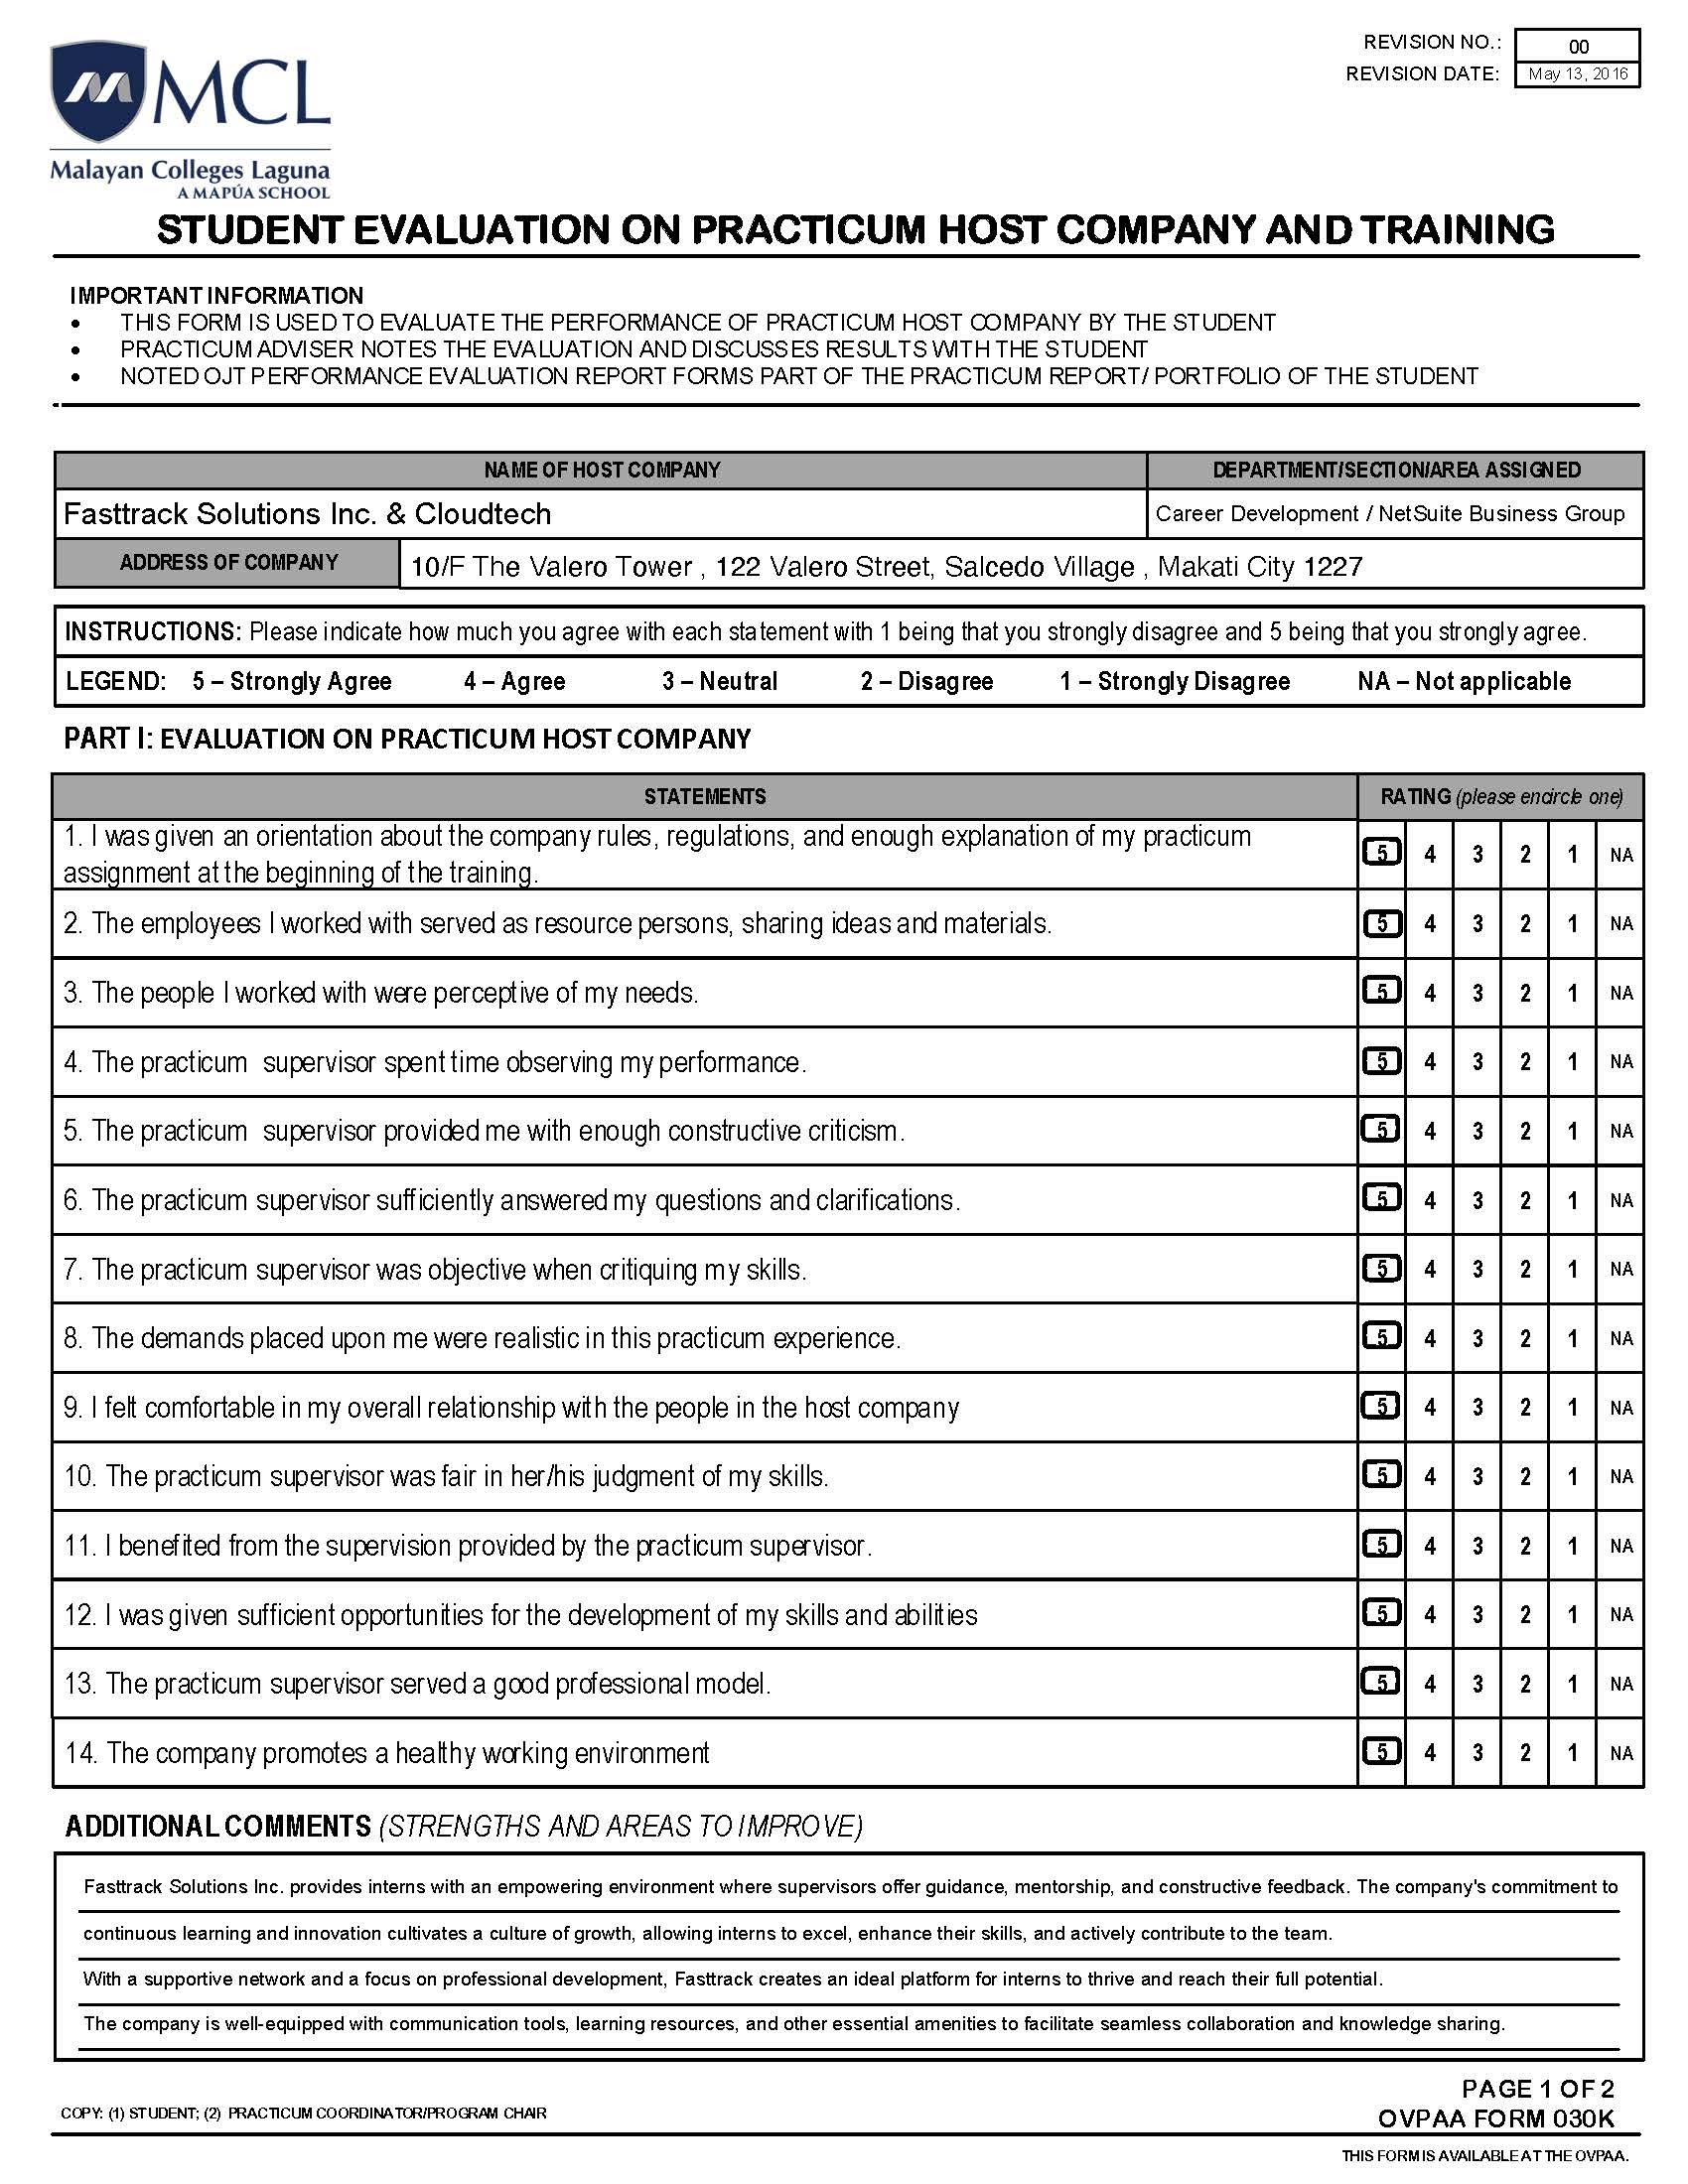 REVISION NO.: 00
REVISION DATE: May 13, 2016
MCL
Malayan Colleges Laguna
A MAPÚA SCHOOL
STUDENT EVALUATION ON PRACTICUM HOST COMPANY AND TRAINING
IMPORTANT INFORMATION
• THIS FORM IS USED TO EVALUATE THE PERFORMANCE OF PRACTICUM HOST COMPANY BY THE STUDENT
• PRACTICUM ADVISER NOTES THE EVALUATION AND DISCUSSES RESULTS WITH THE STUDENT
• NOTED OJT PERFORMANCE EVALUATION REPORT FORMS PART OF THE PRACTICUM REPORT/ PORTFOLIO OF THE STUDENT
NAME OF HOST COMPANY DEPARTMENT/SECTION/AREA ASSIGNED
Fasttrack Solutions Inc. & Cloudtech Career Development / NetSuite Business Group
ADDRESS OF COMPANY 10/F The Valero Tower , 122 Valero Street, Salcedo Village , Makati City 1227
INSTRUCTIONS: Please indicate how much you agree with each statement with 1 being that you strongly disagree and 5 being that you strongly agree.
LEGEND: 5 – Strongly Agree 4 – Agree 3 – Neutral 2 – Disagree 1 – Strongly Disagree NA – Not applicable
PART I: EVALUATION ON PRACTICUM HOST COMPANY
STATEMENTS RATING (please encircle one)
1. I was given an orientation about the company rules, regulations, and enough explanation of my practicum
assignment at the beginning of the training. 5 4 3 2 1 NA
2. The employees I worked with served as resource persons, sharing ideas and materials. 5 4 3 2 1 NA
3. The people I worked with were perceptive of my needs. 5 4 3 2 1 NA
4. The practicum supervisor spent time observing my performance. 5 4 3 2 1 NA
5. The practicum supervisor provided me with enough constructive criticism. 5 4 3 2 1 NA
6. The practicum supervisor sufficiently answered my questions and clarifications. 5 4 3 2 1 NA
7. The practicum supervisor was objective when critiquing my skills. 5 4 3 2 1 NA
8. The demands placed upon me were realistic in this practicum experience. 5 4 3 2 1 NA
9. I felt comfortable in my overall relationship with the people in the host company 5 4 3 2 1 NA
10. The practicum supervisor was fair in her/his judgment of my skills. 5 4 3 2 1 NA
11. I benefited from the supervision provided by the practicum supervisor. 5 4 3 2 1 NA
12. I was given sufficient opportunities for the development of my skills and abilities 5 4 3 2 1 NA
13. The practicum supervisor served a good professional model. 5 4 3 2 1 NA
14. The company promotes a healthy working environment 5 4 3 2 1 NA
ADDITIONAL COMMENTS (STRENGTHS AND AREAS TO IMPROVE)
Fasttrack Solutions Inc. provides interns with an empowering environment where supervisors offer guidance, mentorship, and constructive feedback. The company's commitment to
continuous learning and innovation cultivates a culture of growth, allowing interns to excel, enhance their skills, and actively contribute to the team.
With a supportive network and a focus on professional development, Fasttrack creates an ideal platform for interns to thrive and reach their full potential.
The company is well-equipped with communication tools, learning resources, and other essential amenities to facilitate seamless collaboration and knowledge sharing.
PAGE 1 OF 2
COPY: (1) STUDENT; (2) PRACTICUM COORDINATOR/PROGRAM CHAIR
OVPAA FORM 030K
THIS FORM IS AVAILABLE AT THE OVPAA.